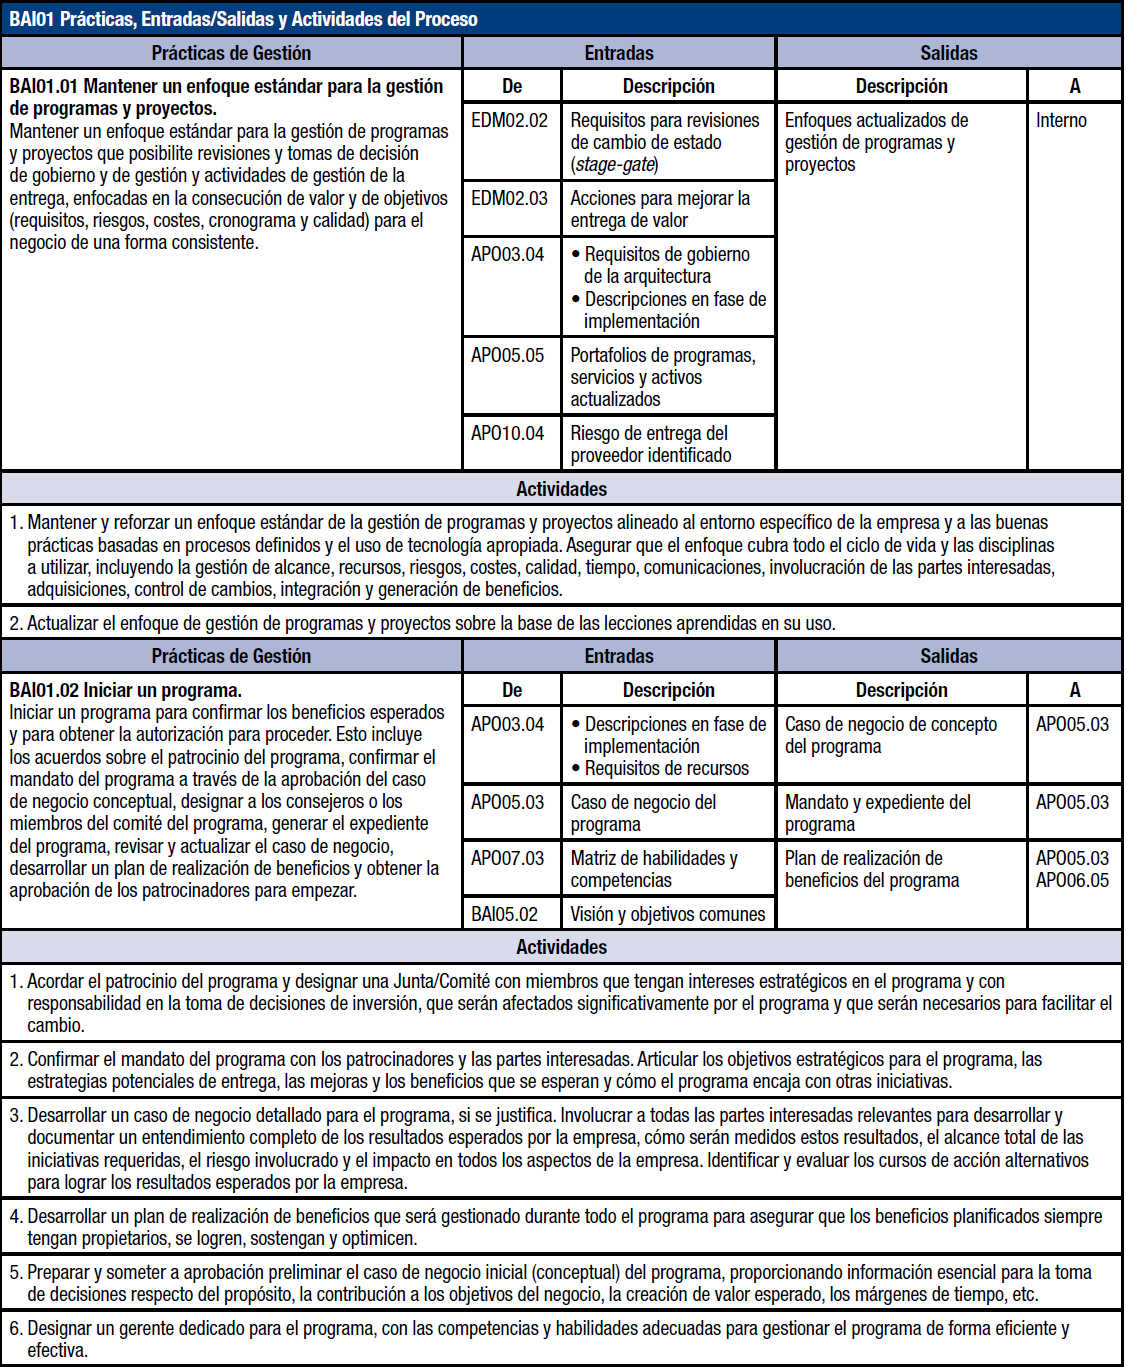 BAI01 Prácticas, Entradas/Salidas y Actividades del Proceso
Prácticas de Gestión
Entradas
Salidas
BAI01.01 Mantener un enfoque estándar para la gestión
de programas y proyectos.
Mantener un enfoque estándar para la gestión de programas
y proyectos que posibilite revisiones y tomas de decisión
de gobierno y de gestión y actividades de gestión de la
entrega, enfocadas en la consecución de valor y de objetivos
(requisitos, riesgos, costes, cronograma y calidad) para el
negocio de una forma consistente.
De
Descripción
Descripción
A
EDM02.02
Requisitos para revisiones
de cambio de estado
(stage-gate)
Enfoques actualizados de
gestión de programas y
proyectos
Interno
EDM02.03
Acciones para mejorar la
entrega de valor
APO03.04
• Requisitos de gobierno
de la arquitectura
• Descripciones en fase de
implementación
APO05.05
Portafolios de programas,
servicios y activos
actualizados
APO10.04
Riesgo de entrega del
proveedor identificado
Actividades
1. Mantener y reforzar un enfoque estándar de la gestión de programas y proyectos alineado al entorno específico de la empresa y a las buenas
prácticas basadas en procesos definidos y el uso de tecnología apropiada. Asegurar que el enfoque cubra todo el ciclo de vida y las disciplinas
a utilizar, incluyendo la gestión de alcance, recursos, riesgos, costes, calidad, tiempo, comunicaciones, involucración de las partes interesadas,
adquisiciones, control de cambios, integración y generación de beneficios.
2. Actualizar el enfoque de gestión de programas y proyectos sobre la base de las lecciones aprendidas en su uso.
Prácticas de Gestión
Entradas
Salidas
BAI01.02 Iniciar un programa.
Iniciar un programa para confirmar los beneficios esperados
y para obtener la autorización para proceder. Esto incluye
los acuerdos sobre el patrocinio del programa, confirmar el
mandato del programa a través de la aprobación del caso
de negocio conceptual, designar a los consejeros o los
miembros del comité del programa, generar el expediente
del programa, revisar y actualizar el caso de negocio,
desarrollar un plan de realización de beneficios y obtener la
aprobación de los patrocinadores para empezar.
De
Descripción
Descripción
A
APO03.04
• Descripciones en fase de
implementación
• Requisitos de recursos
Caso de negocio de concepto
del programa
APO05.03
APO05.03
Caso de negocio del
programa
Mandato y expediente del
programa
APO05.03
APO07.03
Matriz de habilidades y
competencias
Plan de realización de
beneficios del programa
APO05.03
APO06.05
BAI05.02
Visión y objetivos comunes
Actividades
1. Acordar el patrocinio del programa y designar una Junta/Comité con miembros que tengan intereses estratégicos en el programa y con
responsabilidad en la toma de decisiones de inversión, que serán afectados significativamente por el programa y que serán necesarios para facilitar el
cambio.
2. Confirmar el mandato del programa con los patrocinadores y las partes interesadas. Articular los objetivos estratégicos para el programa, las
estrategias potenciales de entrega, las mejoras y los beneficios que se esperan y cómo el programa encaja con otras iniciativas.
3. Desarrollar un caso de negocio detallado para el programa, si se justifica. Involucrar a todas las partes interesadas relevantes para desarrollar y
documentar un entendimiento completo de los resultados esperados por la empresa, cómo serán medidos estos resultados, el alcance total de las
iniciativas requeridas, el riesgo involucrado y el impacto en todos los aspectos de la empresa. Identificar y evaluar los cursos de acción alternativos
para lograr los resultados esperados por la empresa.
4. Desarrollar un plan de realización de beneficios que será gestionado durante todo el programa para asegurar que los beneficios planificados siempre
tengan propietarios, se logren, sostengan y optimicen.
5. Preparar y someter a aprobación preliminar el caso de negocio inicial (conceptual) del programa, proporcionando información esencial para la toma
de decisiones respecto del propósito, la contribución a los objetivos del negocio, la creación de valor esperado, los márgenes de tiempo, etc.
6. Designar un gerente dedicado para el programa, con las competencias y habilidades adecuadas para gestionar el programa de forma eficiente y
efectiva.